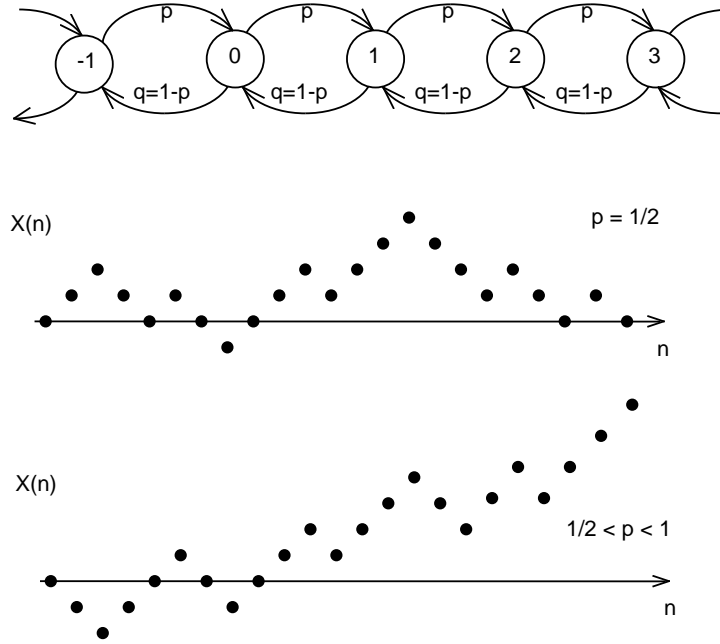 p p p p
-1 0 1 2 3
q=1-p q=1-p q=1-p q=1-p
X(n) p = 1/2
n
X(n)
1/2 < p < 1
n